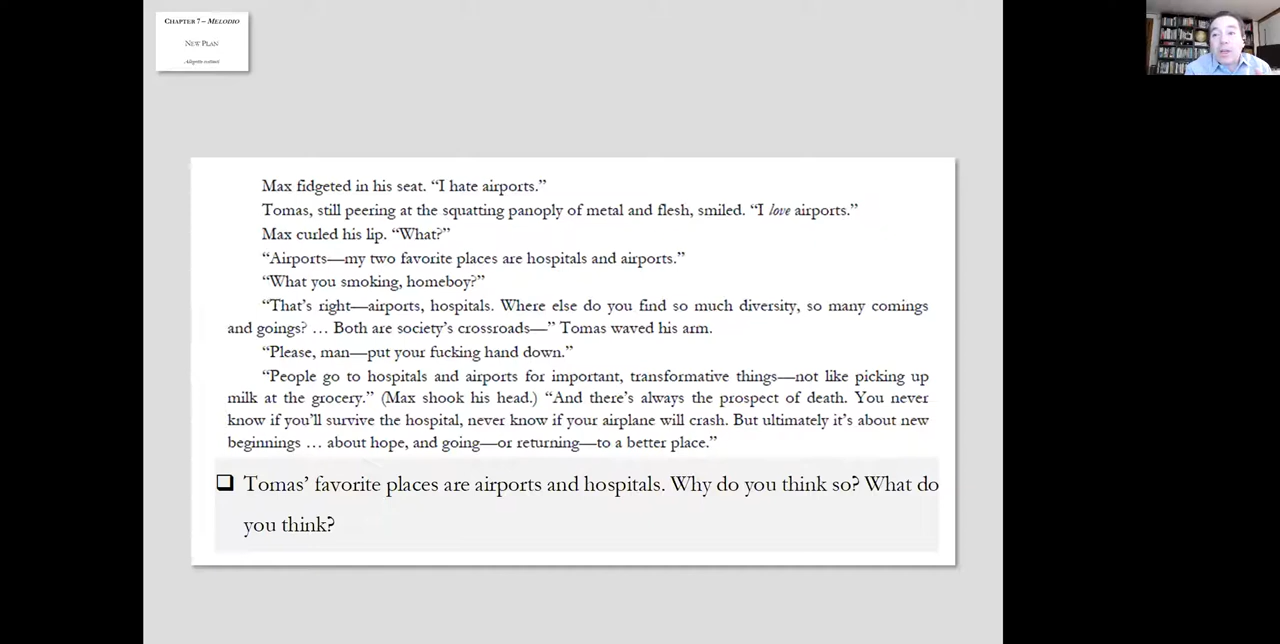 CHAPTER 7 – MELODIO
NEW PLAN
Allegretto scattered
Max fidgeted in his seat. “I hate airports.”
Tomas, still peering at the squatting panoply of metal and flesh, smiled. “I love airports.”
Max curled his lip. “What?”
“Airports—my two favorite places are hospitals and airports.”
“What you smoking, homeboy?”
“That’s right—airports, hospitals. Where else do you find so much diversity, so many comings
and goings? … Both are society’s crossroads—” Tomas waved his arm.
“Please, man—put your fucking hand down.”
“People go to hospitals and airports for important, transformative things—not like picking up
milk at the grocery.” (Max shook his head.) “And there’s always the prospect of death. You never
know if you’ll survive the hospital, never know if your airplane will crash. But ultimately it’s about new
beginnings … about hope, and going—or returning—to a better place.”
❑ Tomas’ favorite places are airports and hospitals. Why do you think so? What do
you think?